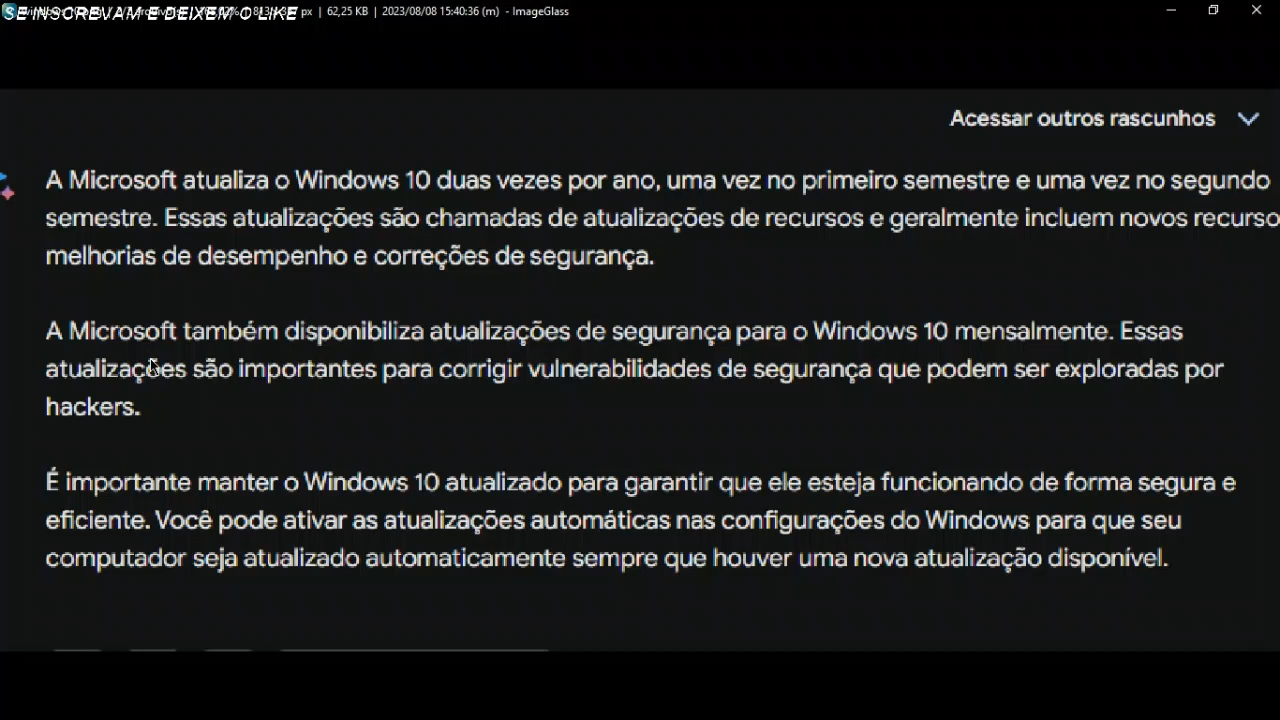 SE INSCREVAM E DEIXEM O LIKE
px | 62,25 KB | 2023/08/08 15:40:36 (m) - ImageGlass
Acessar outros rascunhos
A Microsoft atualiza o Windows 10 duas vezes por ano, uma vez no primeiro semestre e uma vez no segundo
semestre. Essas atualizações são chamadas de atualizações de recursos e geralmente incluem novos recurso
melhorias de desempenho e correções de segurança.
A Microsoft também disponibiliza atualizações de segurança para o Windows 10 mensalmente. Essas
atualizações são importantes para corrigir vulnerabilidades de segurança que podem ser exploradas por
hackers.
É importante manter o Windows 10 atualizado para garantir que ele esteja funcionando de forma segura e
eficiente. Você pode ativar as atualizações automáticas nas configurações do Windows para que seu
computador seja atualizado automaticamente sempre que houver uma nova atualização disponível.